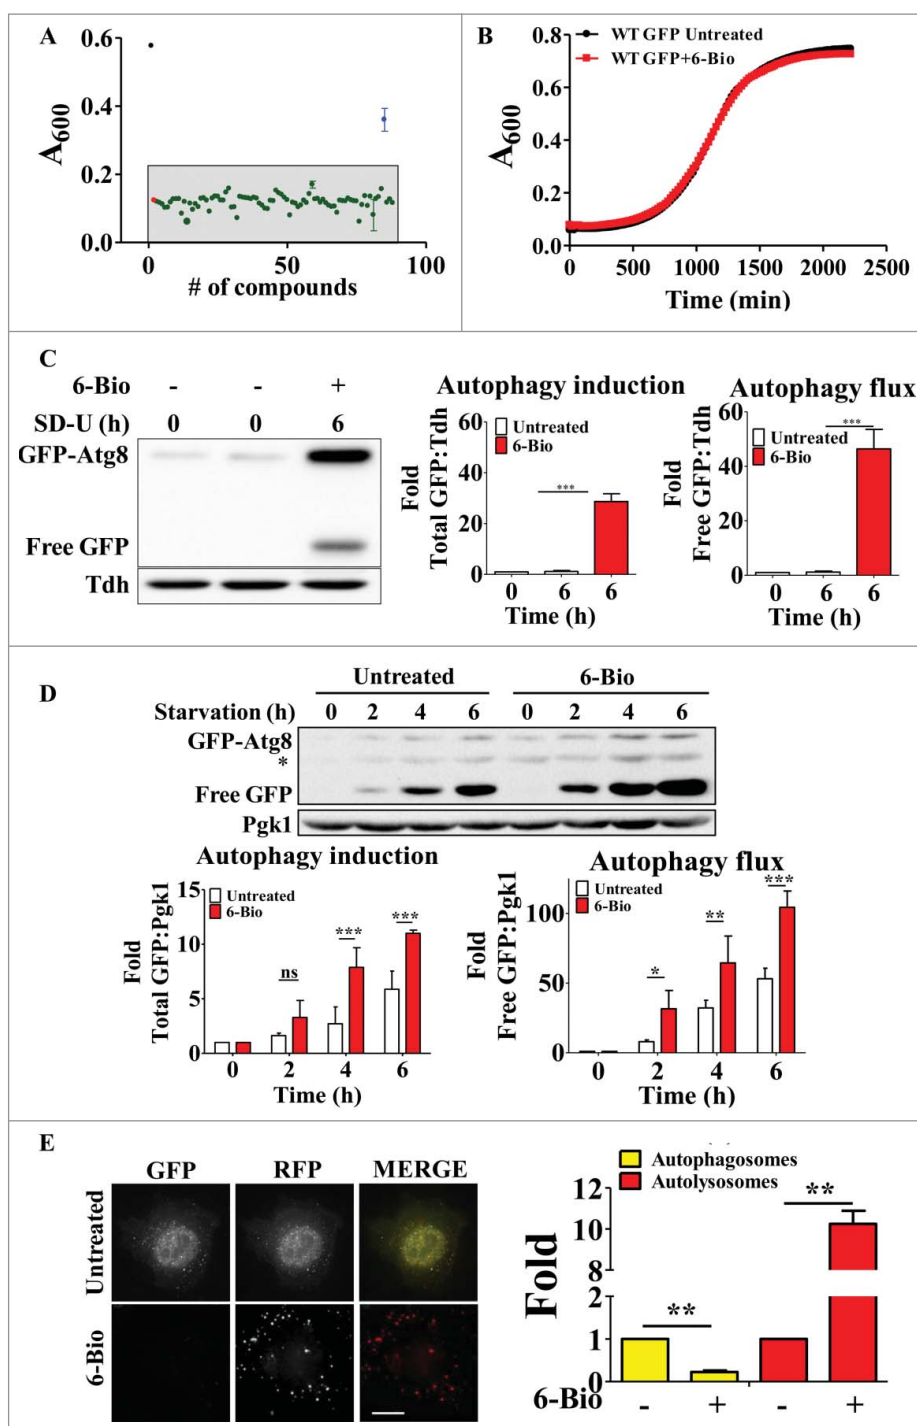 A
A600
0.6
0.4
0.2
0.0
0 50 100
# of compounds
B
WT GFP Untreated
WT GFP+6-Bio
A600
0.8
0.6
0.4
0.2
0.0
0 500 1000 1500 2000 2500
Time (min)
C
6-Bio - - +
SD-U (h) 0 0 6
GFP-Atg8
Free GFP
Tdh
Autophagy induction
Untreated
6-Bio
Fold
Total GFP:Tdh
60
40
20
0
***
0 6 6
Time (h)
Autophagy flux
Untreated
6-Bio
Fold
Free GFP:Tdh
60
40
20
0
***
0 6 6
Time (h)
D
Untreated 6-Bio
Starvation (h) 0 2 4 6 0 2 4 6
GFP-Atg8
*
Free GFP
Pgk1
Autophagy induction
Untreated
6-Bio
Fold
Total GFP:Pgk1
15
10
5
0
ns *** ***
0 2 4 6
Time (h)
Autophagy flux
Untreated
6-Bio
Fold
Free GFP:Pgk1
100
50
0
* ** ***
0 2 4 6
Time (h)
E
GFP RFP MERGE
Untreated
6-Bio
Autophagosomes
Autolysosomes
Fold
12
10
8
2
1
0
** **
6-Bio - + - +